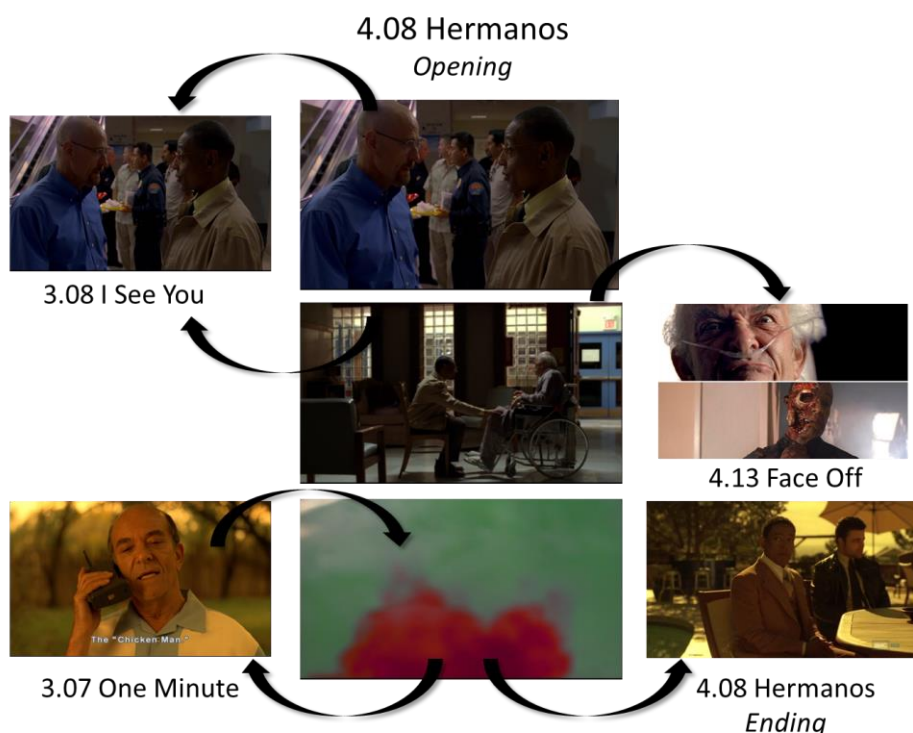 4.08 Hermanos
Opening
3.08 I See You
4.13 Face Off
The "Chicken Man."
3.07 One Minute
4.08 Hermanos
Ending